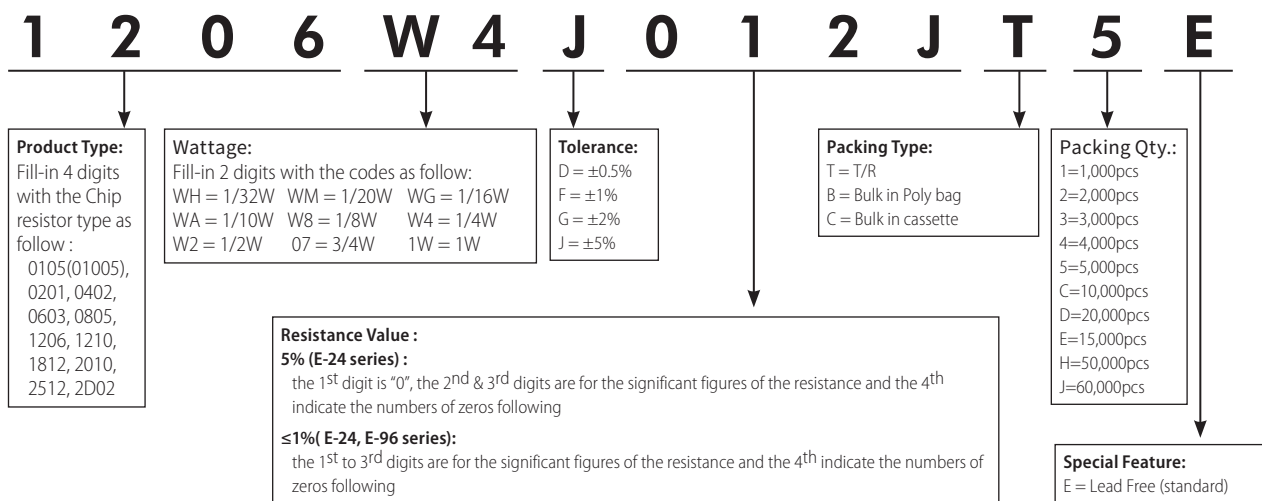 1 2 0 6 W 4 J 0 1 2 J T 5 E
Product Type:
Fill-in 4 digits
with the Chip
resistor type as
follow :
0105(01005),
0201, 0402,
0603, 0805,
1206, 1210,
1812, 2010,
2512, 2D02
Wattage:
Fill-in 2 digits with the codes as follow:
WH = 1/32W WM = 1/20W WG = 1/16W
WA = 1/10W W8 = 1/8W W4 = 1/4W
W2 = 1/2W 07 = 3/4W 1W = 1W
Tolerance:
D = ±0.5%
F = ±1%
G = ±2%
J = ±5%
Resistance Value :
5% (E-24 series) :
the 1st digit is “0”, the 2nd & 3rd digits are for the significant figures of the resistance and the 4th
indicate the numbers of zeros following
≤1%( E-24, E-96 series):
the 1st to 3rd digits are for the significant figures of the resistance and the 4th indicate the numbers of
zeros following
Packing Type:
T = T/R
B = Bulk in Poly bag
C = Bulk in cassette
Packing Qty.:
1=1,000pcs
2=2,000pcs
3=3,000pcs
4=4,000pcs
5=5,000pcs
C=10,000pcs
D=20,000pcs
E=15,000pcs
H=50,000pcs
J=60,000pcs
Special Feature:
E = Lead Free (standard)